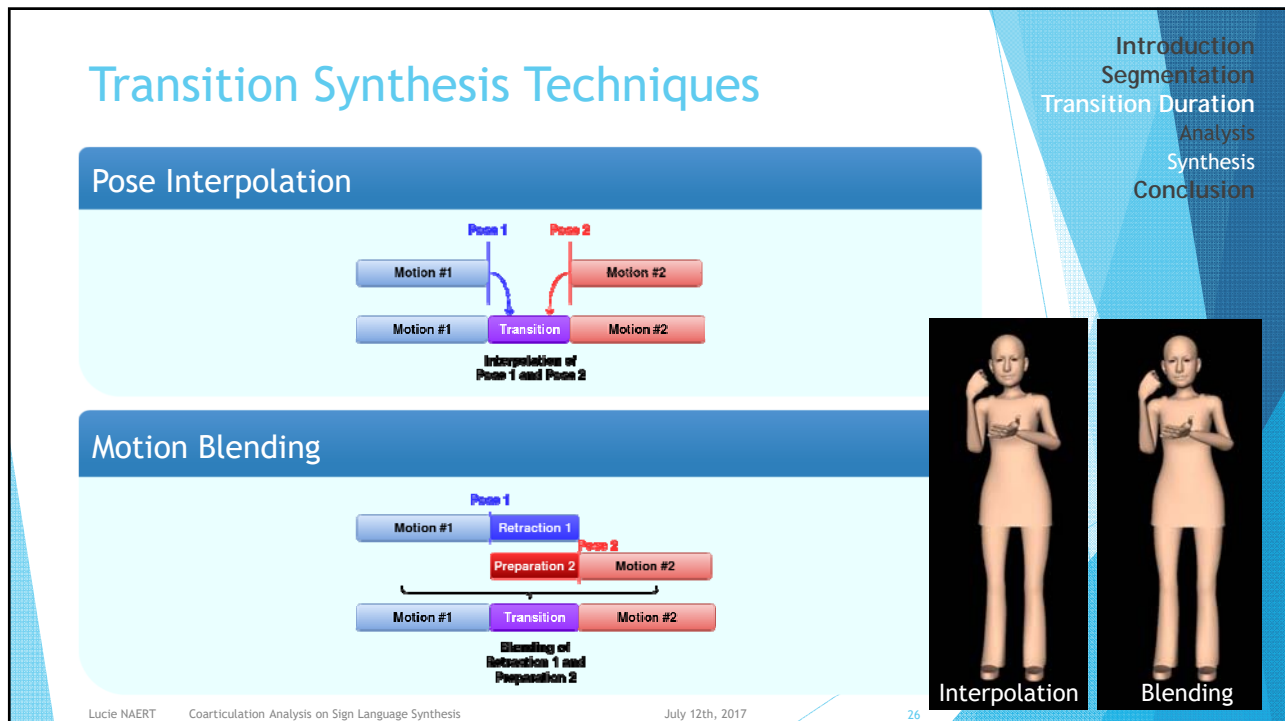 Transition Synthesis Techniques
Introduction
Segmentation
Transition Duration
Analysis
Synthesis
Conclusion
Pose Interpolation
Pose 1 Pose 2
Motion #1 Motion #2
Motion #1 Transition Motion #2
Interpolation of
Pose 1 and Pose 2
Motion Blending
Pose 1
Motion #1 Retraction 1
Pose 2
Preparation 2 Motion #2
Motion #1 Transition Motion #2
Blending of
Retraction 1 and
Preparation 2
Interpolation Blending
Lucie NAERT Coarticulation Analysis on Sign Language Synthesis July 12th, 2017 26